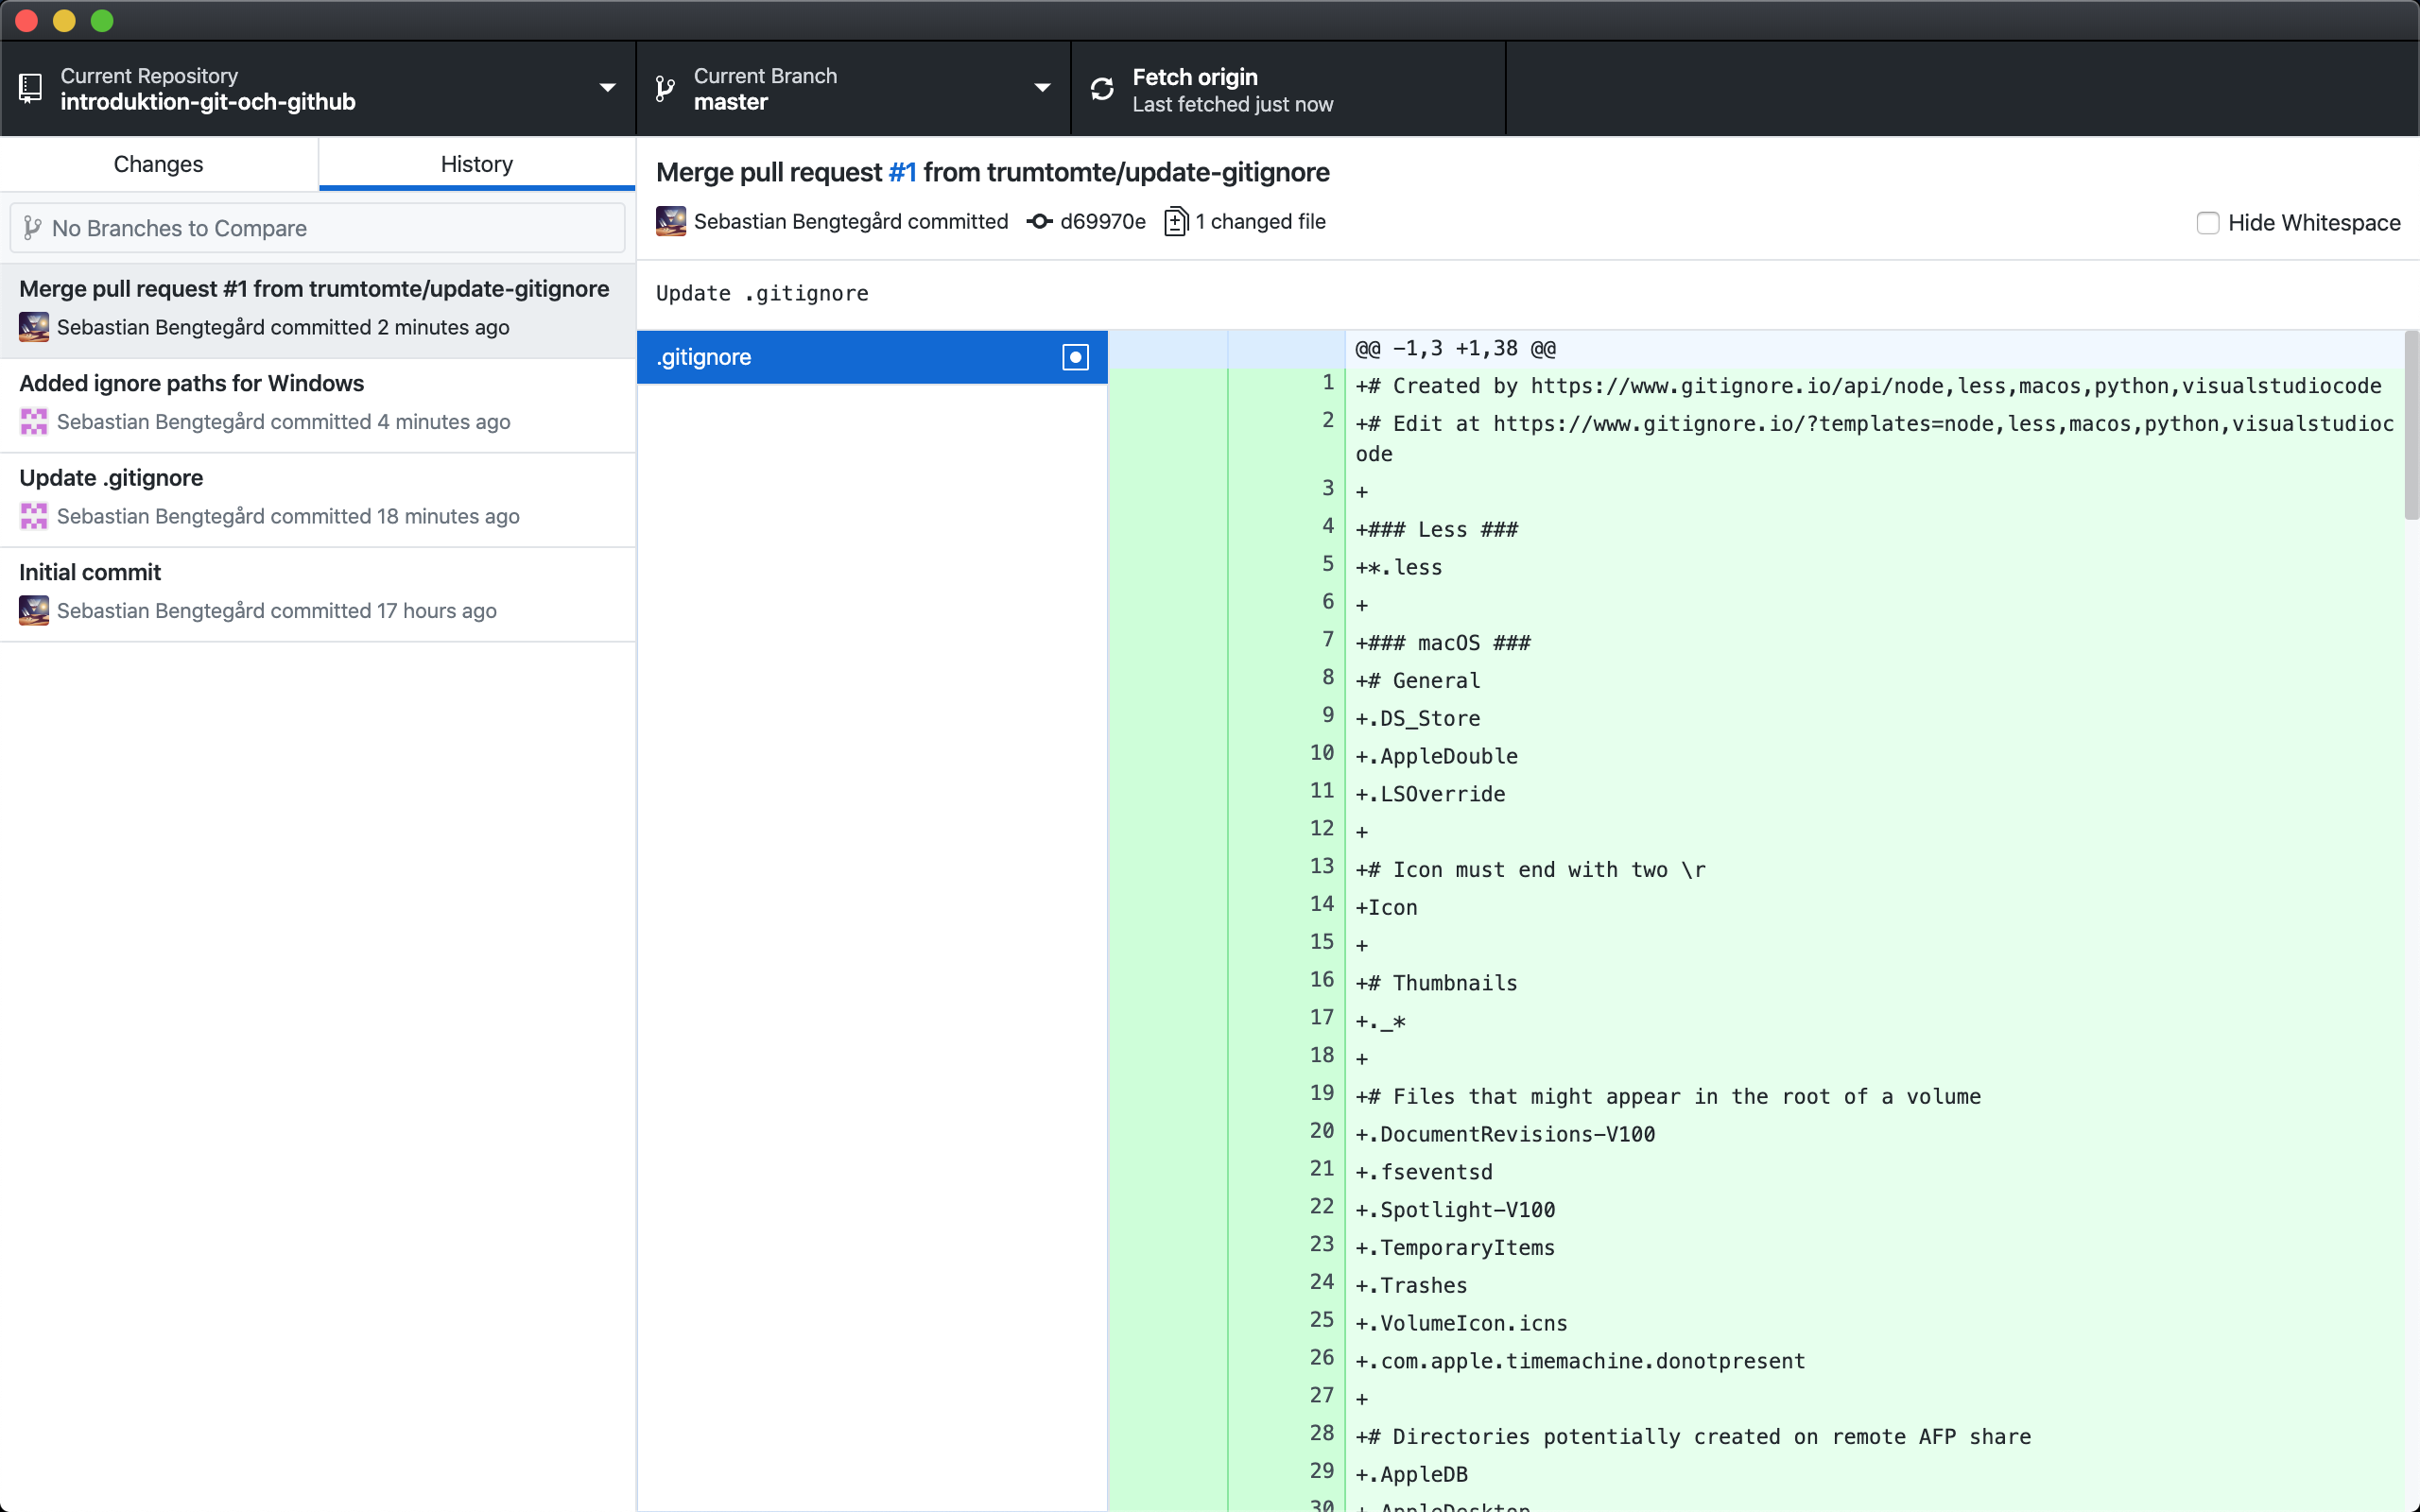 Current Repository
introduktion-git-och-github
Current Branch
master
Fetch origin
Last fetched just now
Changes
History
No Branches to Compare
Merge pull request #1 from trumtomte/update-gitignore
Sebastian Bengtegård committed 2 minutes ago
Added ignore paths for Windows
Sebastian Bengtegård committed 4 minutes ago
Update .gitignore
Sebastian Bengtegård committed 18 minutes ago
Initial commit
Sebastian Bengtegård committed 17 hours ago
Merge pull request #1 from trumtomte/update-gitignore
Sebastian Bengtegård committed d69970e 1 changed file
Hide Whitespace
Update .gitignore
.gitignore
@@ -1,3 +1,38 @@
1 +# Created by https://www.gitignore.io/api/node,less,macos,python,visualstudiocode
2 +# Edit at https://www.gitignore.io/?templates=node,less,macos,python,visualstudioc
ode
3 +
4 +### Less ###
5 +*.less
6 +
7 +### macOS ###
8 +# General
9 +.DS_Store
10 +.AppleDouble
11 +.LSOverride
12 +
13 +# Icon must end with two \r
14 +Icon
15 +
16 +# Thumbnails
17 +._*
18 +
19 +# Files that might appear in the root of a volume
20 +.DocumentRevisions-V100
21 +.fseventsd
22 +.Spotlight-V100
23 +.TemporaryItems
24 +.Trashes
25 +.VolumeIcon.icns
26 +.com.apple.timemachine.donotpresent
27 +
28 +# Directories potentially created on remote AFP share
29 +.AppleDB
30 +.AppleDesktop